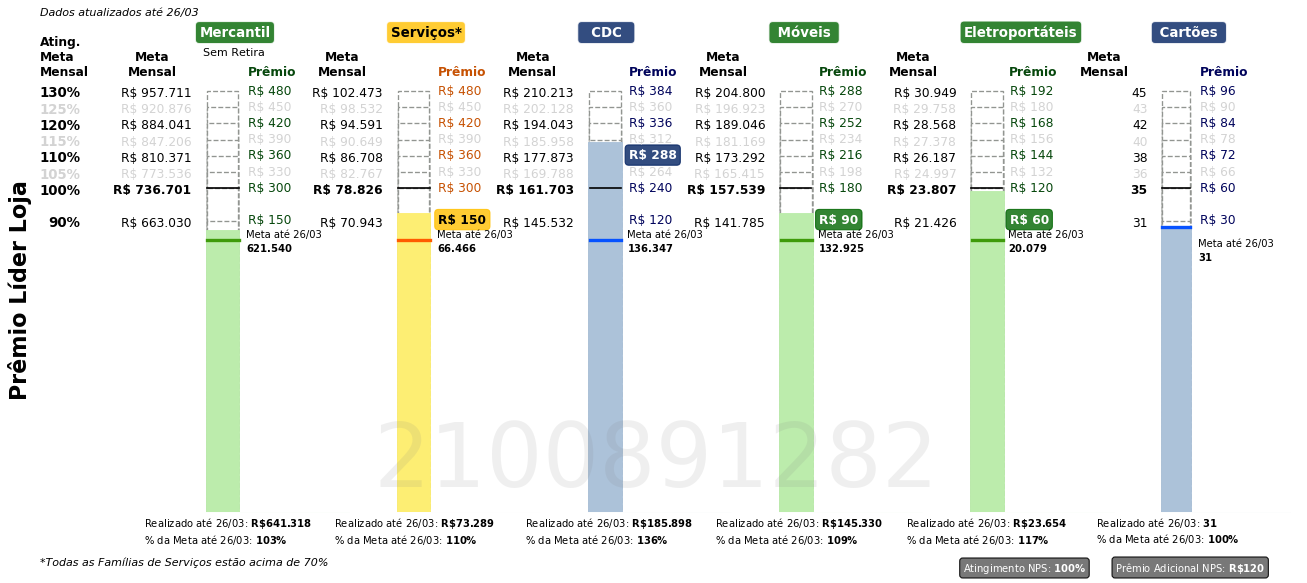 Dados atualizados até 26/03
Mercantil Serviços* CDC Móveis Eletroportáteis Cartões
Sem Retira
Ating. Meta Mensal Meta Mensal Prêmio Meta Mensal Prêmio Meta Mensal Prêmio Meta Mensal Prêmio Meta Mensal Prêmio Meta Mensal Prêmio
130% R$ 957.711 R$ 480 R$ 102.473 R$ 480 R$ 210.213 R$ 384 R$ 204.800 R$ 288 R$ 30.949 R$ 192 45 R$ 96
125% R$ 920.876 R$ 450 R$ 98.532 R$ 450 R$ 202.128 R$ 360 R$ 196.923 R$ 270 R$ 29.758 R$ 180 43 R$ 90
120% R$ 884.041 R$ 420 R$ 94.591 R$ 420 R$ 194.043 R$ 336 R$ 189.046 R$ 252 R$ 28.568 R$ 168 42 R$ 84
115% R$ 847.206 R$ 390 R$ 90.649 R$ 390 R$ 185.958 R$ 312 R$ 181.169 R$ 234 R$ 27.378 R$ 156 40 R$ 78
110% R$ 810.371 R$ 360 R$ 86.708 R$ 360 R$ 177.873 R$ 288 R$ 173.292 R$ 216 R$ 26.187 R$ 144 38 R$ 72
105% R$ 773.536 R$ 330 R$ 82.767 R$ 330 R$ 169.788 R$ 264 R$ 165.415 R$ 198 R$ 24.997 R$ 132 36 R$ 66
100% R$ 736.701 R$ 300 R$ 78.826 R$ 300 R$ 161.703 R$ 240 R$ 157.539 R$ 180 R$ 23.807 R$ 120 35 R$ 60
90% R$ 663.030 R$ 150 R$ 70.943 R$ 150 R$ 145.532 R$ 120 R$ 141.785 R$ 90 R$ 21.426 R$ 60 31 R$ 30
Meta até 26/03 Meta até 26/03 Meta até 26/03 Meta até 26/03 Meta até 26/03 Meta até 26/03
621.540 66.466 136.347 132.925 20.079 31
Prêmio Líder Loja
2100891282
Realizado até 26/03: R$641.318 Realizado até 26/03: R$73.289 Realizado até 26/03: R$185.898 Realizado até 26/03: R$145.330 Realizado até 26/03: R$23.654 Realizado até 26/03: 31
% da Meta até 26/03: 103% % da Meta até 26/03: 110% % da Meta até 26/03: 136% % da Meta até 26/03: 109% % da Meta até 26/03: 117% % da Meta até 26/03: 100%
*Todas as Famílias de Serviços estão acima de 70% Atingimento NPS: 100% Prêmio Adicional NPS: R$120